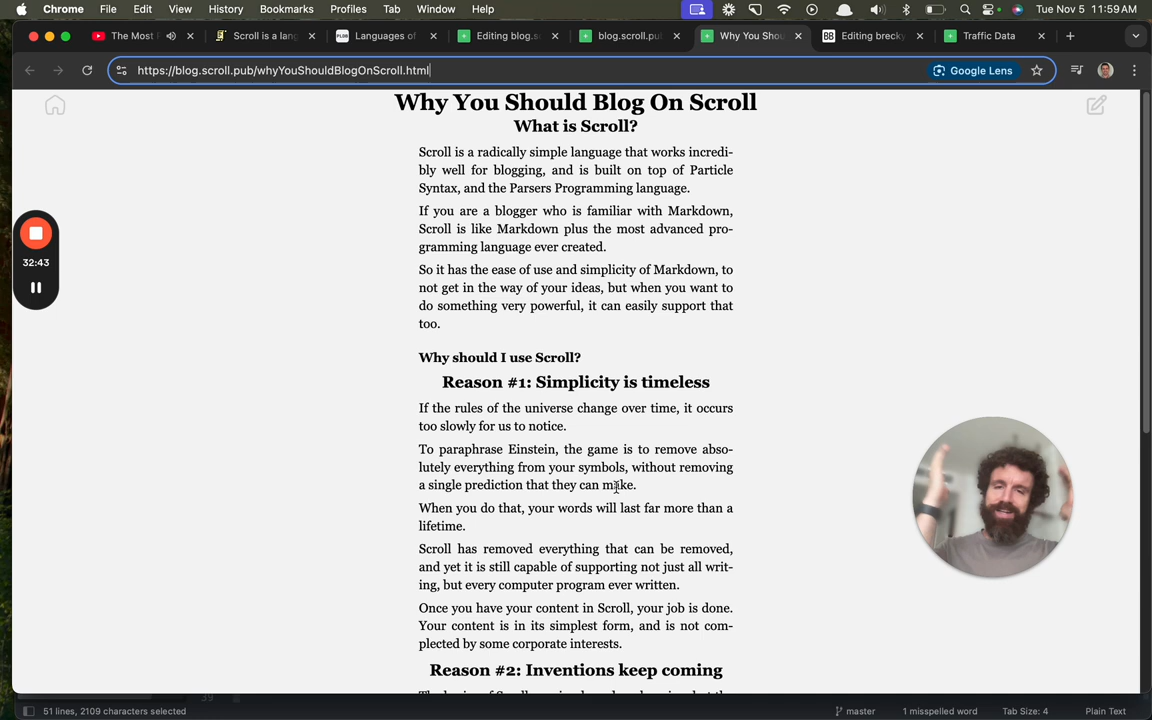 Chrome File Edit View History Bookmarks Profiles Tab Window Help Tue Nov 5 11:59 AM
The Most Scroll is a lang Languages of Editing blog.sc blog.scroll.pub Why You Shou Editing brecky Traffic Data
https://blog.scroll.pub/whyYouShouldBlogOnScroll.html Google Lens
Why You Should Blog On Scroll
What is Scroll?
Scroll is a radically simple language that works incredi-
bly well for blogging, and is built on top of Particle
Syntax, and the Parsers Programming language.
If you are a blogger who is familiar with Markdown,
Scroll is like Markdown plus the most advanced pro-
gramming language ever created.
So it has the ease of use and simplicity of Markdown, to
not get in the way of your ideas, but when you want to
do something very powerful, it can easily support that
too.
32:43
Why should I use Scroll?
Reason #1: Simplicity is timeless
If the rules of the universe change over time, it occurs
too slowly for us to notice.
To paraphrase Einstein, the game is to remove abso-
lutely everything from your symbols, without removing
a single prediction that they can make.
When you do that, your words will last far more than a
lifetime.
Scroll has removed everything that can be removed,
and yet it is still capable of supporting not just all writ-
ing, but every computer program ever written.
Once you have your content in Scroll, your job is done.
Your content is in its simplest form, and is not com-
plected by some corporate interests.
Reason #2: Inventions keep coming
39
51 lines, 2109 characters selected master 1 misspelled word Tab Size: 4 Plain Text